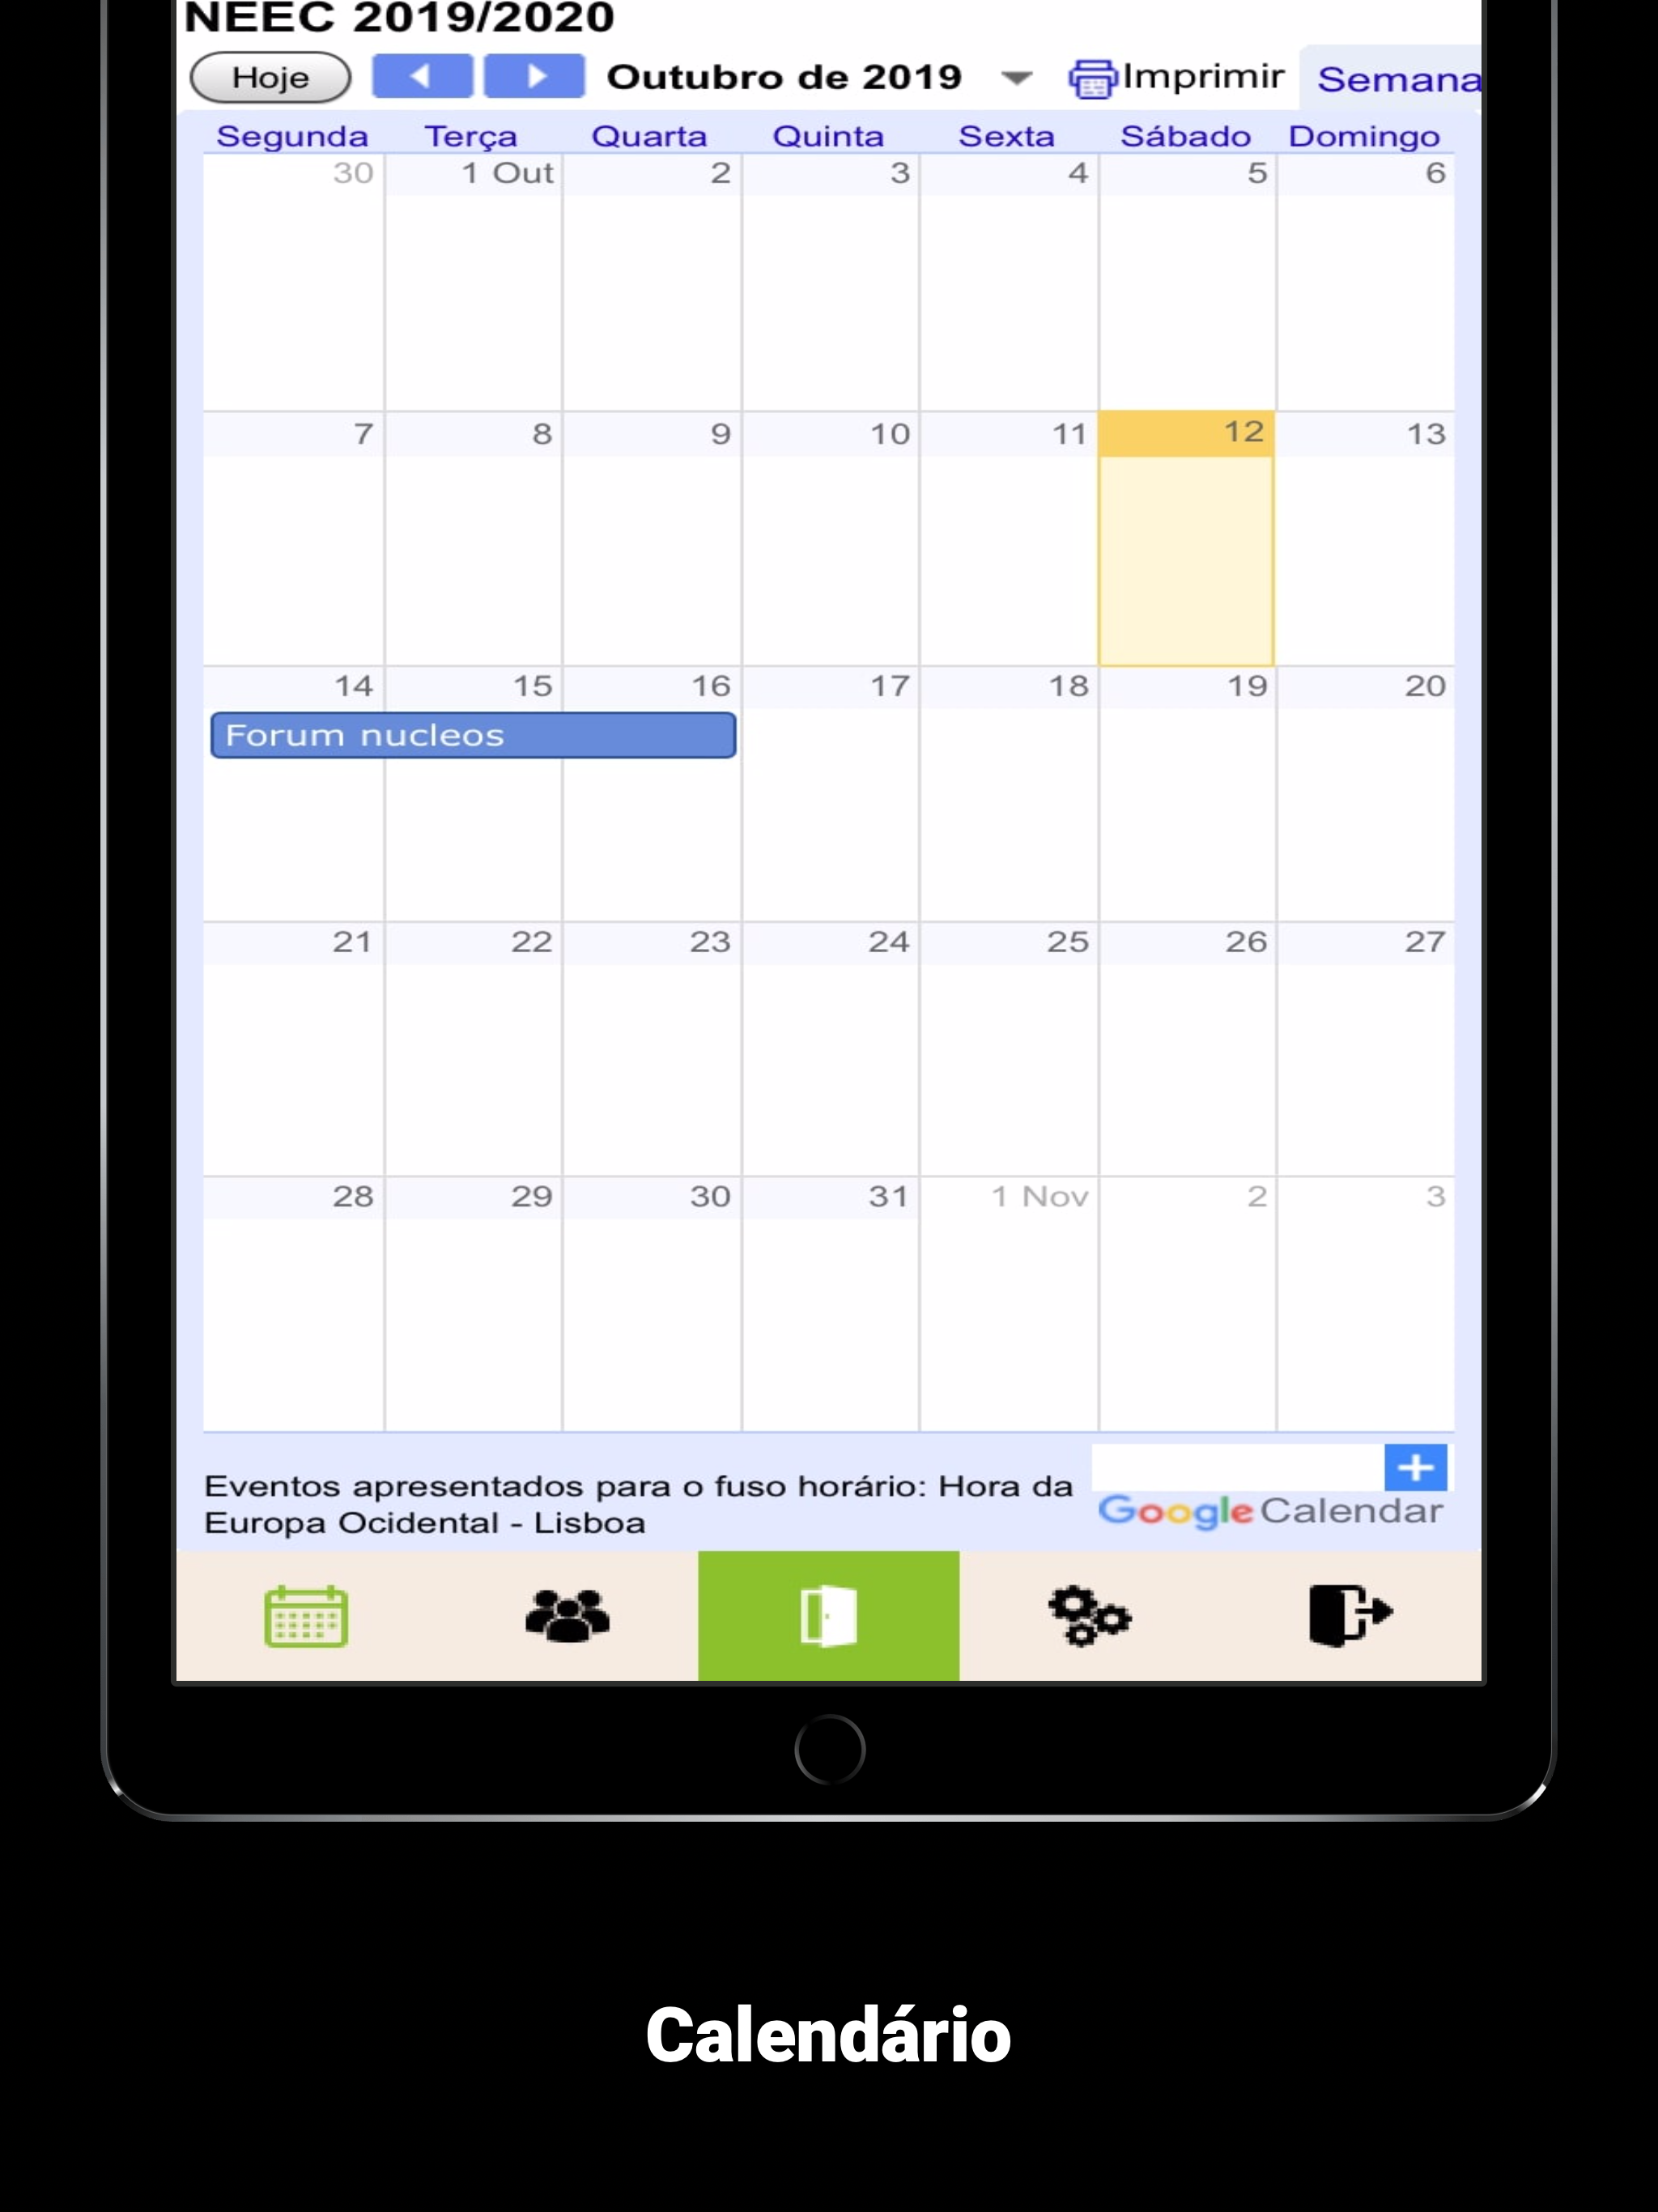 NEEC 2019/2020
Hoje Outubro de 2019 Imprimir Semana
Segunda Terça Quarta Quinta Sexta Sábado Domingo
30 1 Out 2 3 4 5 6
7 8 9 10 11 12 13
14 15 16 17 18 19 20
Forum nucleos
21 22 23 24 25 26 27
28 29 30 31 1 Nov 2 3
Eventos apresentados para o fuso horário: Hora da
Europa Ocidental - Lisboa
Google Calendar
Calendário